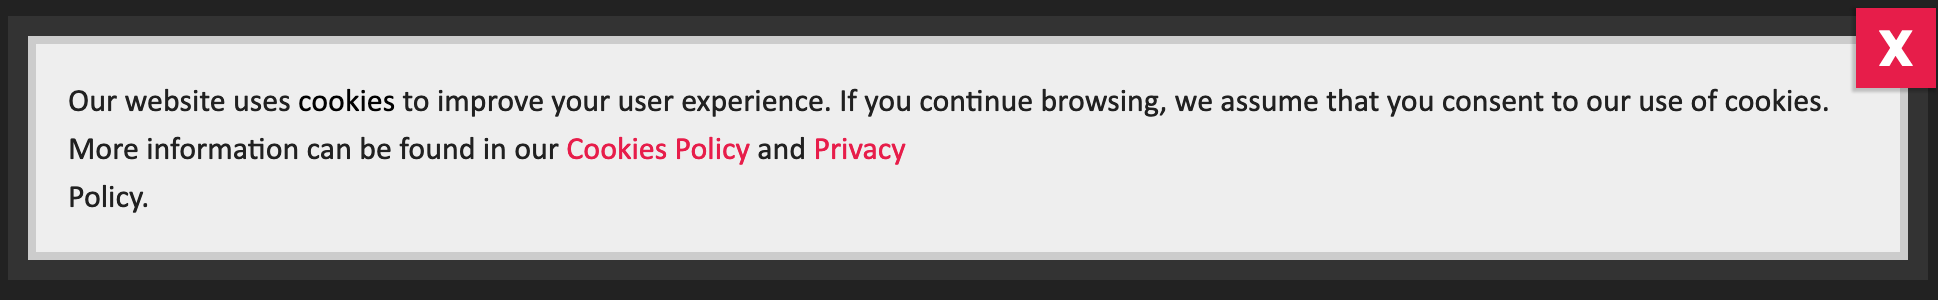 X
Our website uses cookies to improve your user experience. If you continue browsing, we assume that you consent to our use of cookies.
More information can be found in our Cookies Policy and Privacy
Policy.